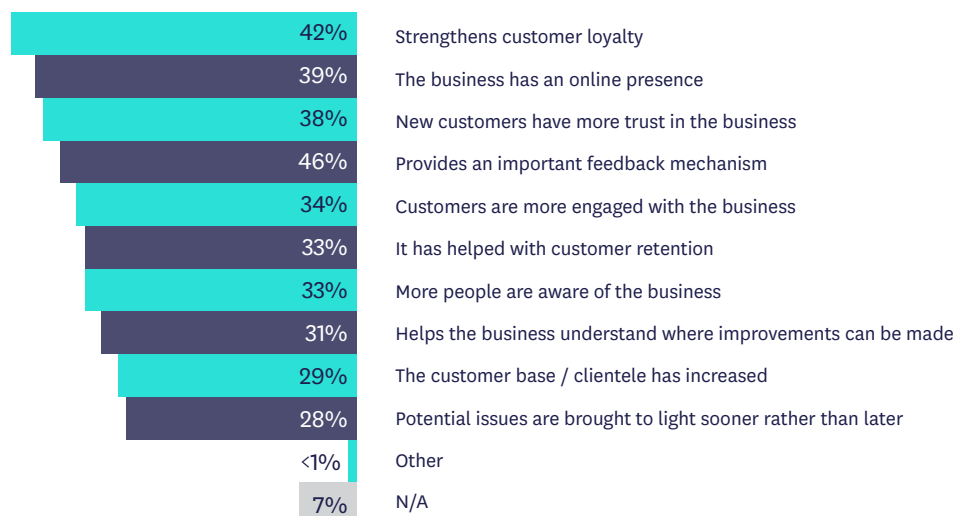 42% Strengthens customer loyalty
39% The business has an online presence
38% New customers have more trust in the business
46% Provides an important feedback mechanism
34% Customers are more engaged with the business
33% It has helped with customer retention
33% More people are aware of the business
31% Helps the business understand where improvements can be made
29% The customer base / clientele has increased
28% Potential issues are brought to light sooner rather than later
<1% Other
7% N/A